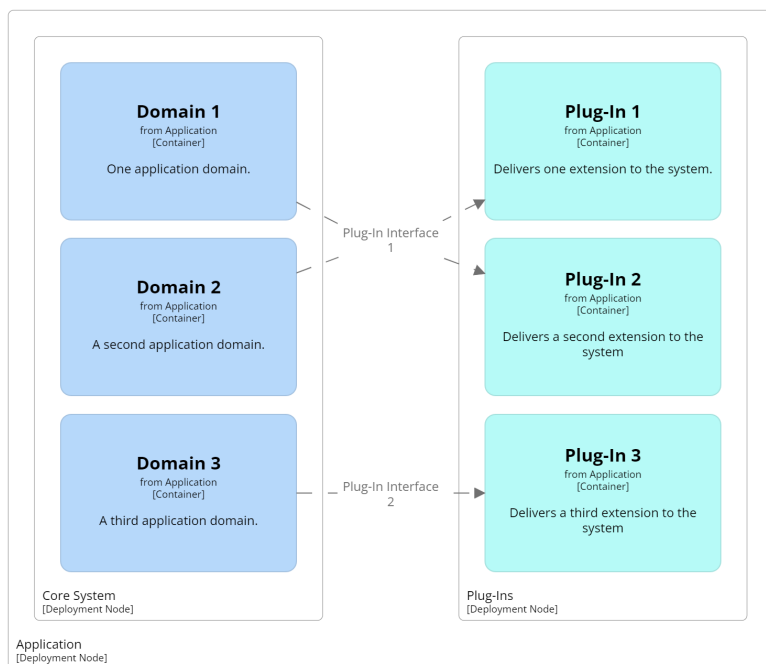 Domain 1
from Application
[Container]
One application domain.
Domain 2
from Application
[Container]
A second application domain.
Domain 3
from Application
[Container]
A third application domain.
Core System
[Deployment Node]
Plug-In Interface
1
Plug-In Interface
2
Plug-In 1
from Application
[Container]
Delivers one extension to the system.
Plug-In 2
from Application
[Container]
Delivers a second extension to the
system
Plug-In 3
from Application
[Container]
Delivers a third extension to the
system
Plug-Ins
[Deployment Node]
Application
[Deployment Node]